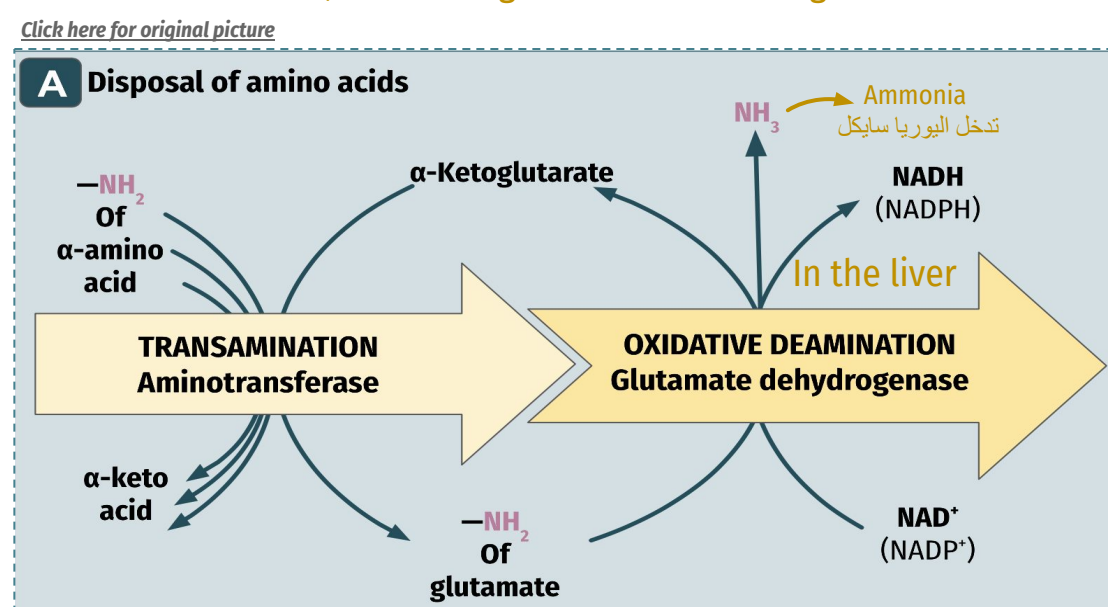 Click here for original picture
A Disposal of amino acids
NH3
Ammonia
تدخل اليوريا سايكل
α-Ketoglutarate
NADH
(NADPH)
—NH2
Of
α-amino
acid
In the liver
TRANSAMINATION
Aminotransferase
OXIDATIVE DEAMINATION
Glutamate dehydrogenase
α-keto
acid
—NH2
Of
glutamate
NAD+
(NADP+)